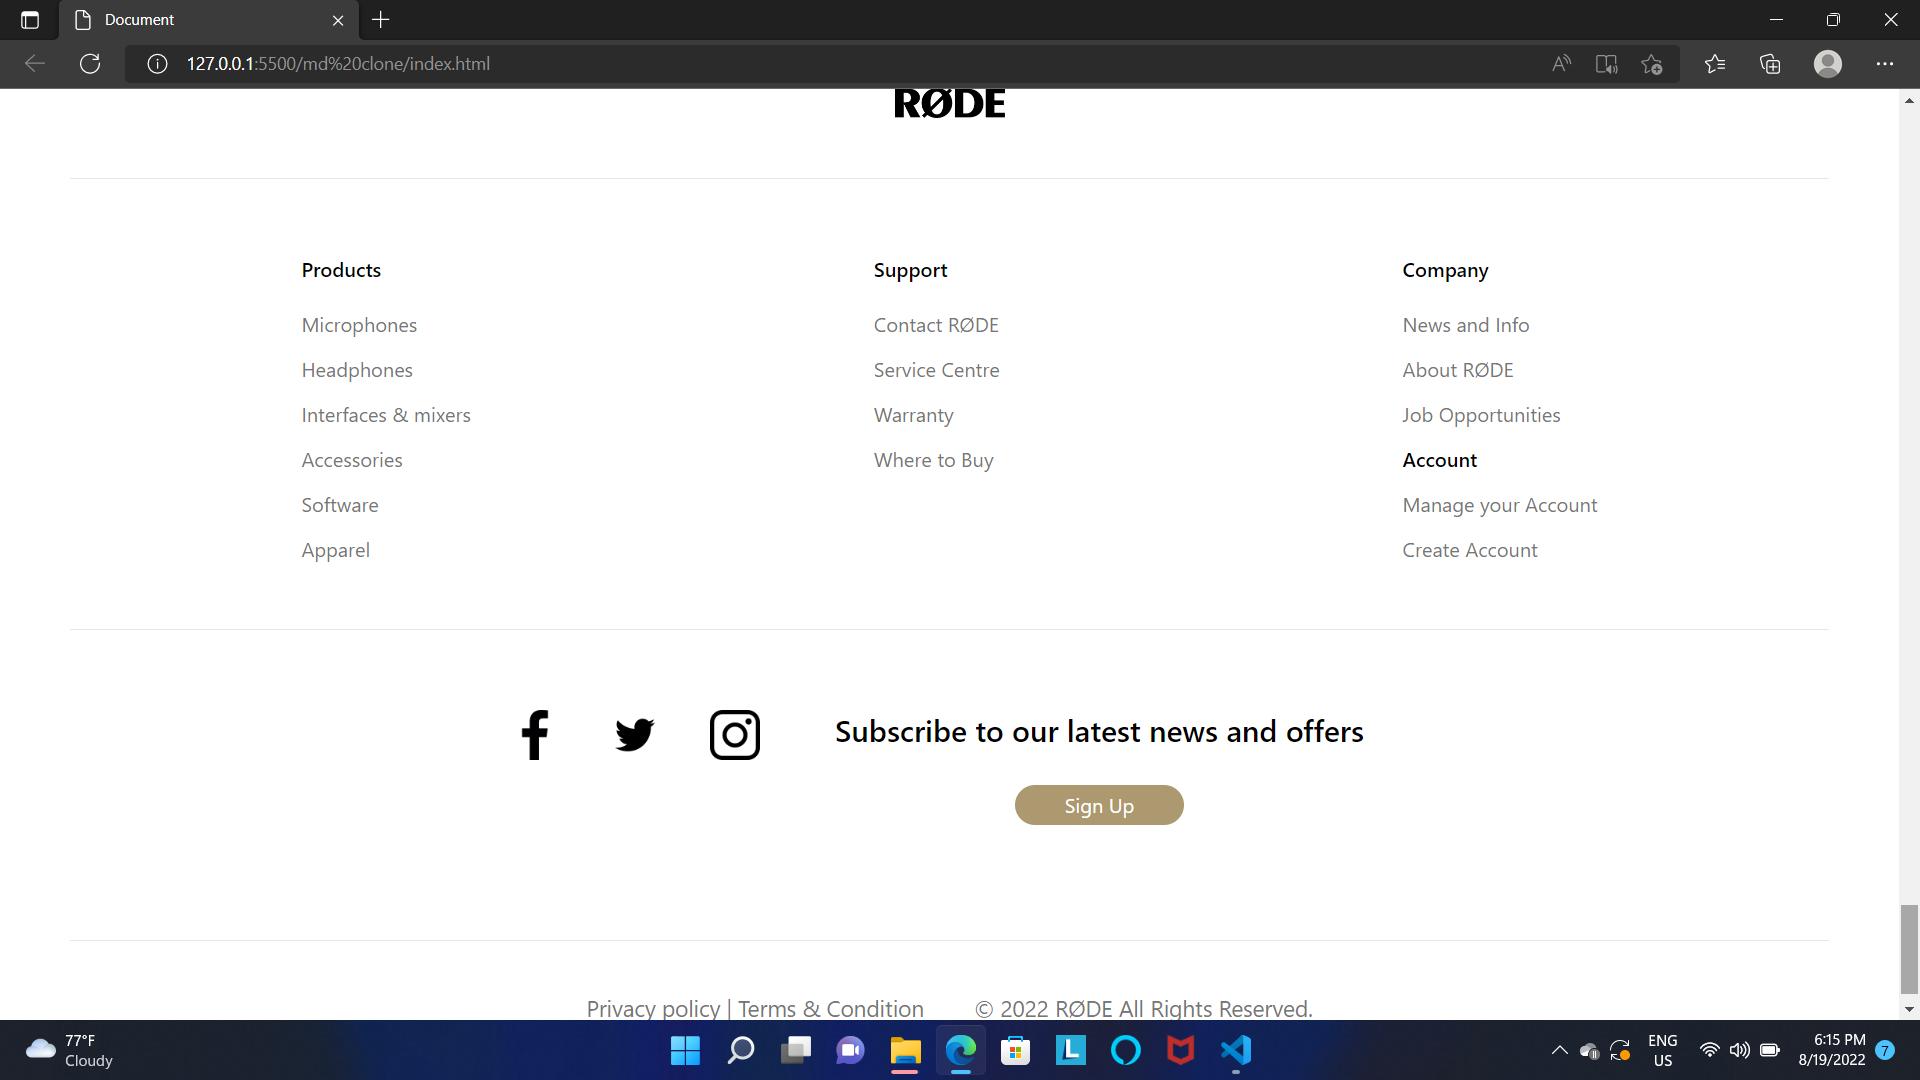 Document
127.0.0.1:5500/md%20clone/index.html
RØDE
Products
Microphones
Headphones
Interfaces & mixers
Accessories
Software
Apparel
Support
Contact RØDE
Service Centre
Warranty
Where to Buy
Company
News and Info
About RØDE
Job Opportunities
Account
Manage your Account
Create Account
Subscribe to our latest news and offers
Sign Up
Privacy policy | Terms & Condition
© 2022 RØDE All Rights Reserved.
77°F
Cloudy
L
ENG
US
6:15 PM
8/19/2022
7